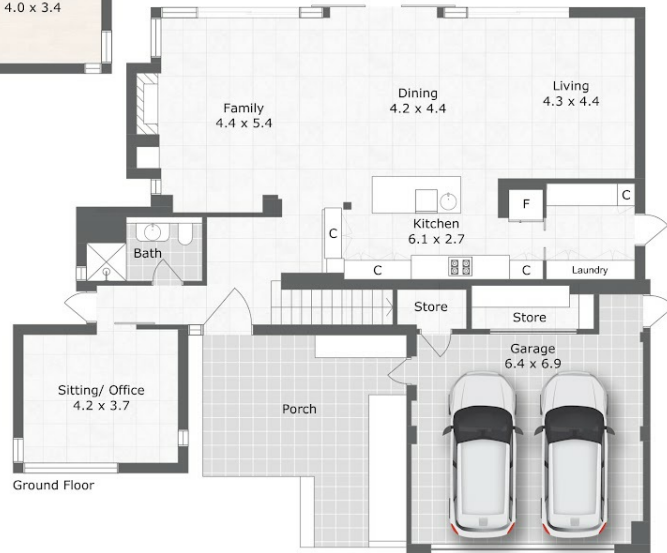 4.0 x 3.4
Family
4.4 x 5.4
Dining
4.2 x 4.4
Living
4.3 x 4.4
C
F
C
Kitchen
6.1 x 2.7
C
C
Laundry
Bath
Store
Store
Garage
6.4 x 6.9
Sitting/ Office
4.2 x 3.7
Porch
Ground Floor